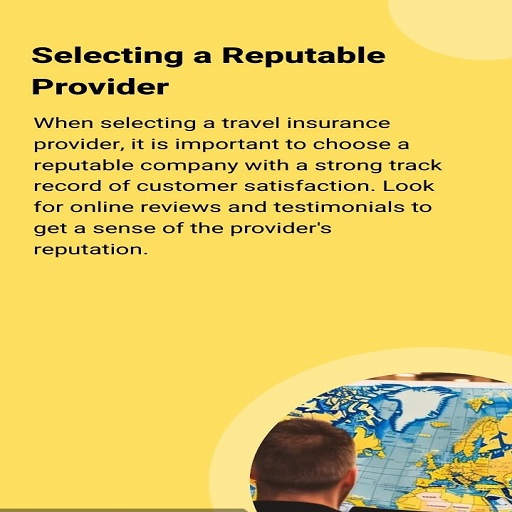 Selecting a Reputable
Provider
When selecting a travel insurance
provider, it is important to choose a
reputable company with a strong track
record of customer satisfaction. Look
for online reviews and testimonials to
get a sense of the provider's
reputation.